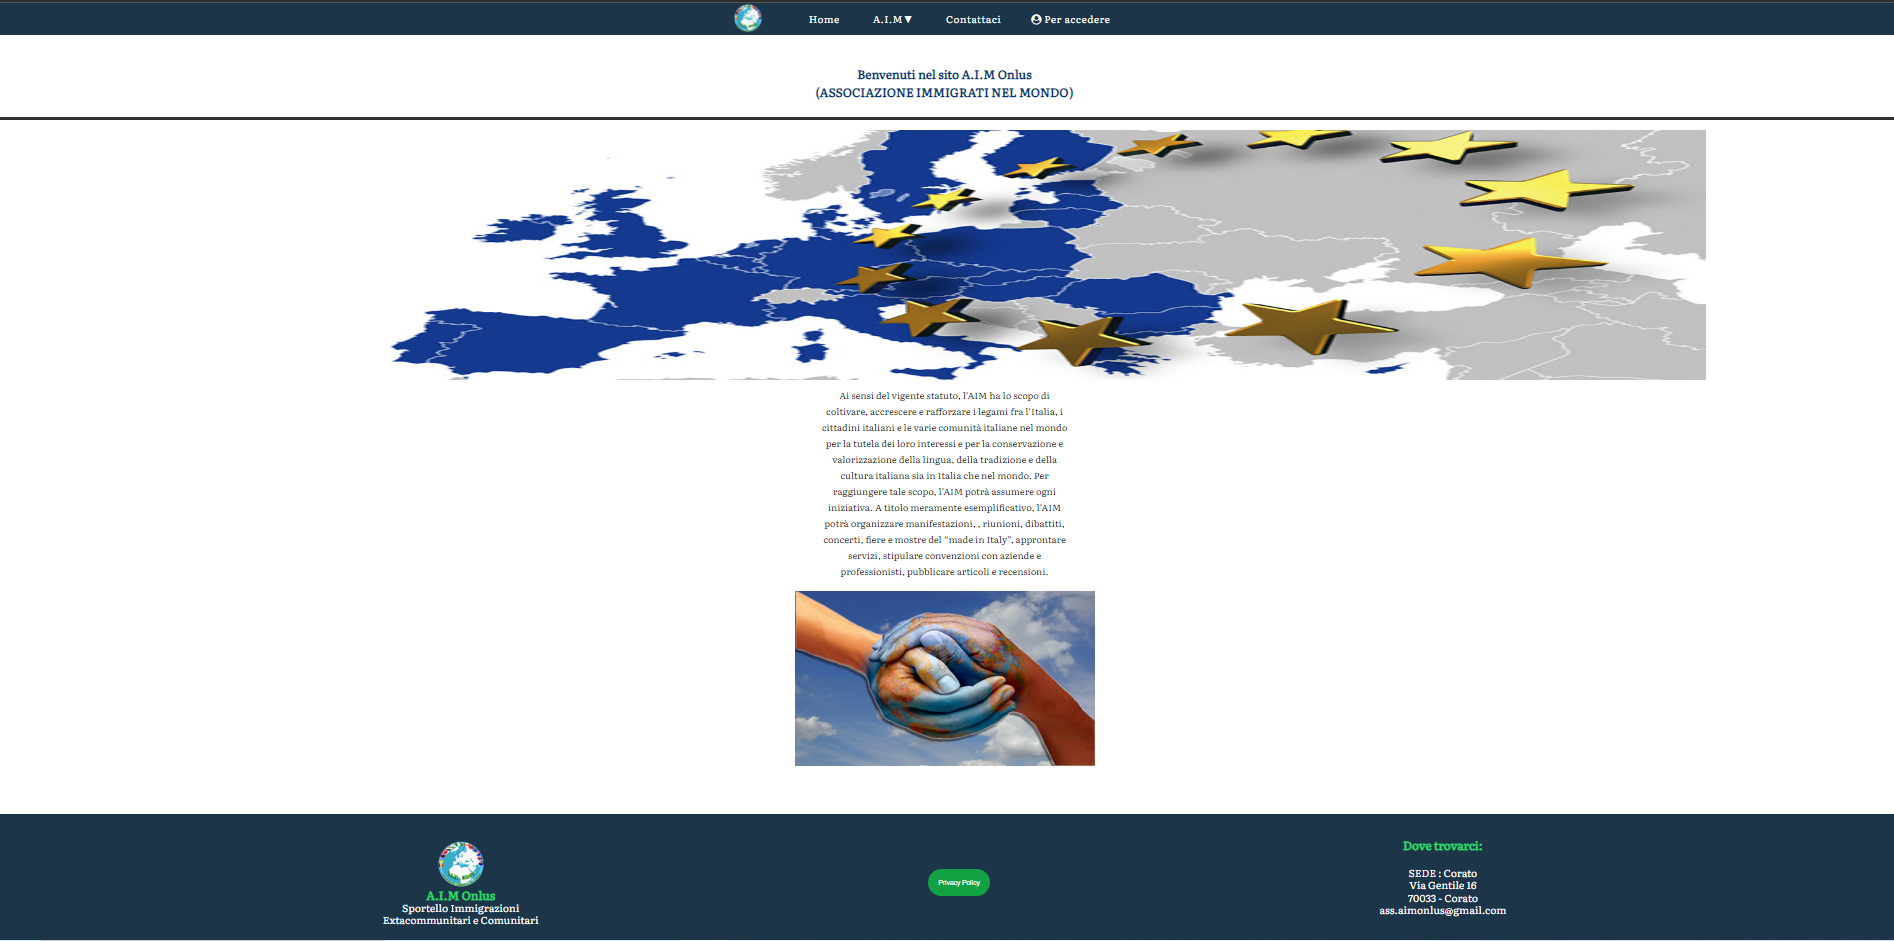 Home
A.I.M▼
Contattaci
Per accedere
Benvenuti nel sito A.I.M Onlus
(ASSOCIAZIONE IMMIGRATI NEL MONDO)
Ai sensi del vigente statuto, l'AIM ha lo scopo di
coltivare, accrescere e rafforzare i legami fra l'Italia, i
cittadini italiani e le varie comunità italiane nel mondo
per la tutela dei loro interessi e per la conservazione e
valorizzazione della lingua, della tradizione e della
cultura italiana sia in Italia che nel mondo. Per
raggiungere tale scopo, l'AIM potrà assumere ogni
iniziativa. A titolo meramente esemplificativo, l'AIM
potrà organizzare manifestazioni, , riunioni, dibattiti,
concerti, fiere e mostre del “made in Italy”, approntare
servizi, stipulare convenzioni con aziende e
professionisti, pubblicare articoli e recensioni.
A.I.M Onlus
Sportello Immigrazioni
Extacommunitari e Comunitari
Privacy Policy
Dove trovarci:
SEDE : Corato
Via Gentile 16
70033 - Corato
ass.aimonlus@gmail.com